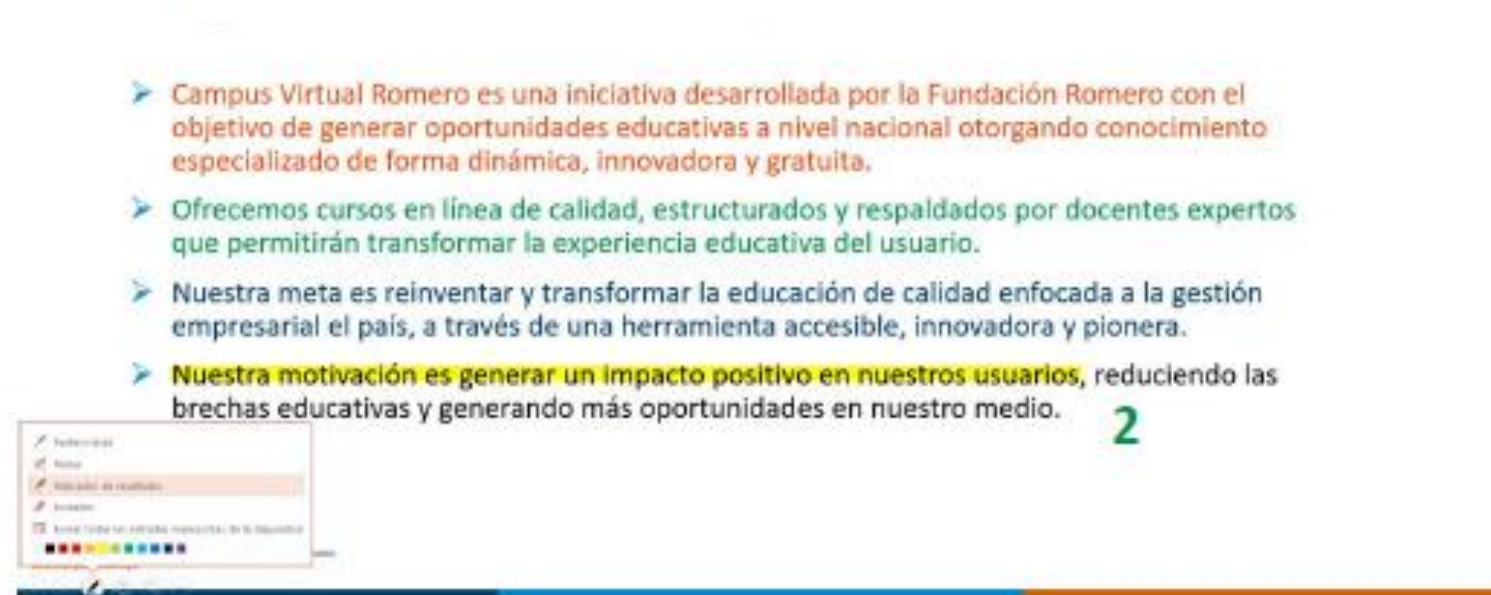 Campus Virtual Romero es una iniciativa desarrollada por la Fundación Romero con el
objetivo de generar oportunidades educativas a nivel nacional otorgando conocimiento
especializado de forma dinámica, innovadora y gratuita.
Ofrecemos cursos en línea de calidad, estructurados y respaldados por docentes expertos
que permitirán transformar la experiencia educativa del usuario.
Nuestra meta es reinventar y transformar la educación de calidad enfocada a la gestión
empresarial el país, a través de una herramienta accesible, innovadora y pionera.
Nuestra motivación es generar un impacto positivo en nuestros usuarios, reduciendo las
brechas educativas y generando más oportunidades en nuestro medio.
2